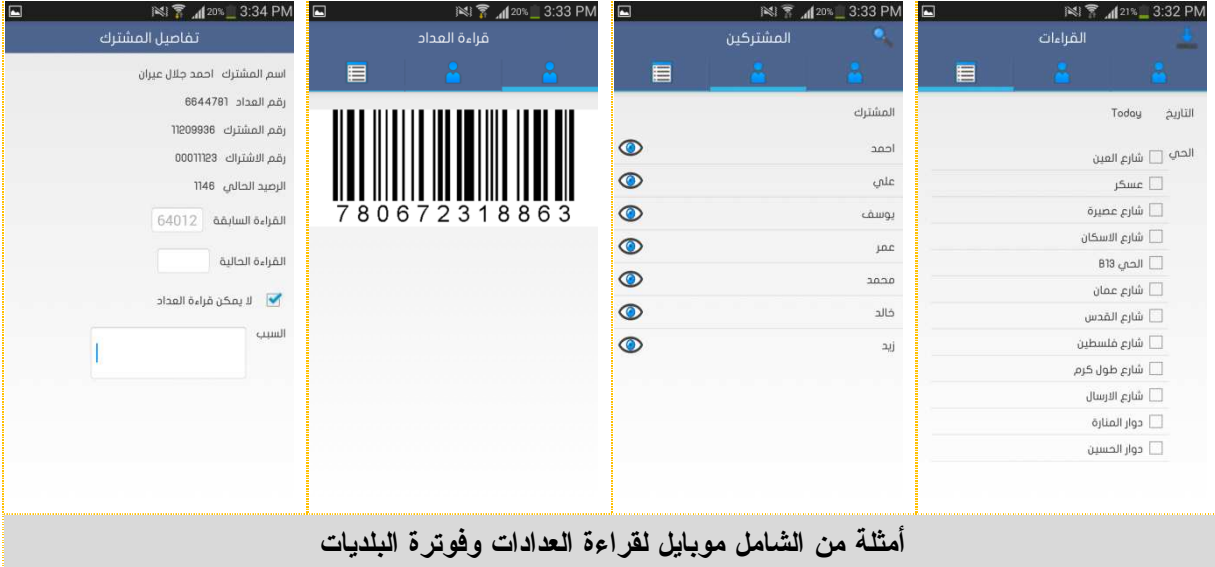 3:32 PM 21%
القراءات
التاريخ Today
الحي شارع العين
عسكر
شارع عصيرة
شارع الاسكان
الحي B13
شارع عمان
شارع القدس
شارع فلسطين
شارع طول كرم
شارع الارسال
دوار المنارة
دوار الحسين
3:33 PM 20%
المشتركين
المشترك
احمد
علي
يوسف
عمر
محمد
خالد
زيد
3:33 PM 20%
قراءة العداد
780672318863
3:34 PM 20%
تفاصيل المشترك
اسم المشترك احمد جلال عيران
رقم العداد 6644781
رقم المشترك 11209936
رقم الاشتراك 00011123
الرصيد الحالي 1146
القراءة السابقة 64012
القراءة الحالية
لا يمكن قراءة العداد
السبب
أمثلة من الشامل موبايل لقراءة العدادات وفوترة البلديات